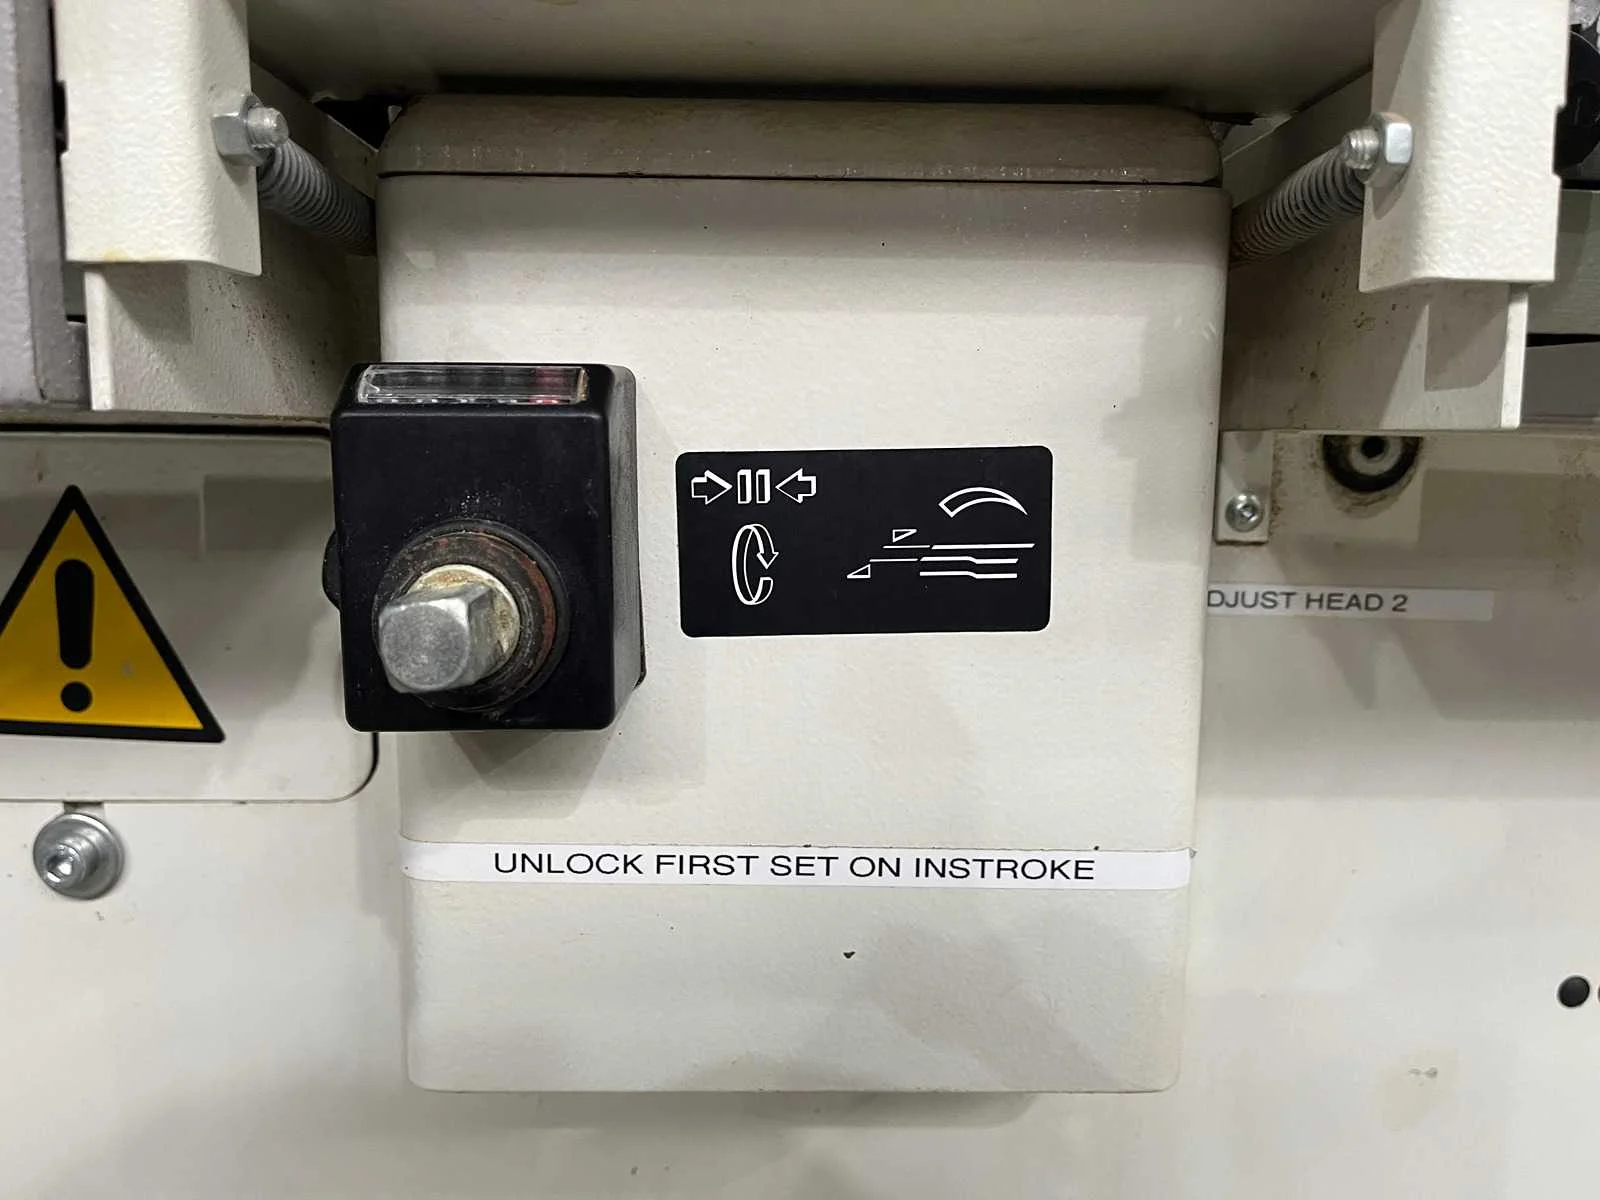 DJUST HEAD 2
UNLOCK FIRST SET ON INSTROKE